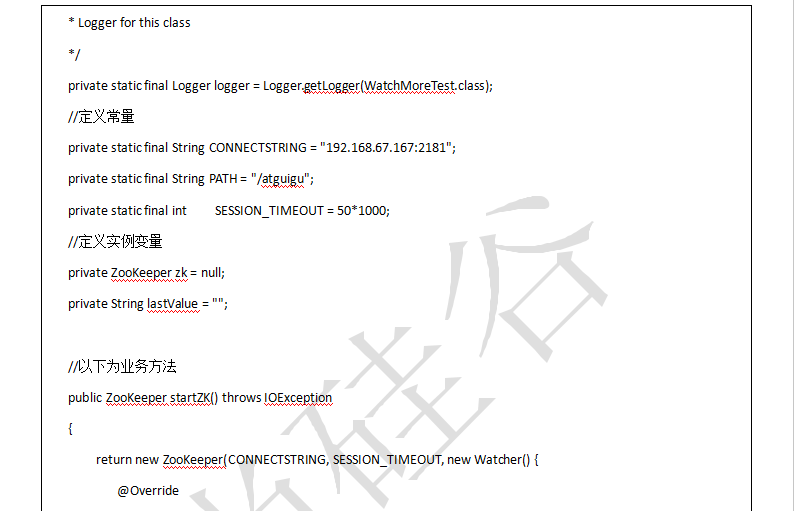 * Logger for this class
*/
private static final Logger logger = Logger.getLogger(WatchMoreTest.class);
//定义常量
private static final String CONNECTSTRING = "192.168.67.167:2181";
private static final String PATH = "/atguigu";
private static final int SESSION_TIMEOUT = 50*1000;
//定义实例变量
private ZooKeeper zk = null;
private String lastValue = "";
//以下为业务方法
public ZooKeeper startZK() throws IOException
{
return new ZooKeeper(CONNECTSTRING, SESSION_TIMEOUT, new Watcher() {
@Override
尚硅谷